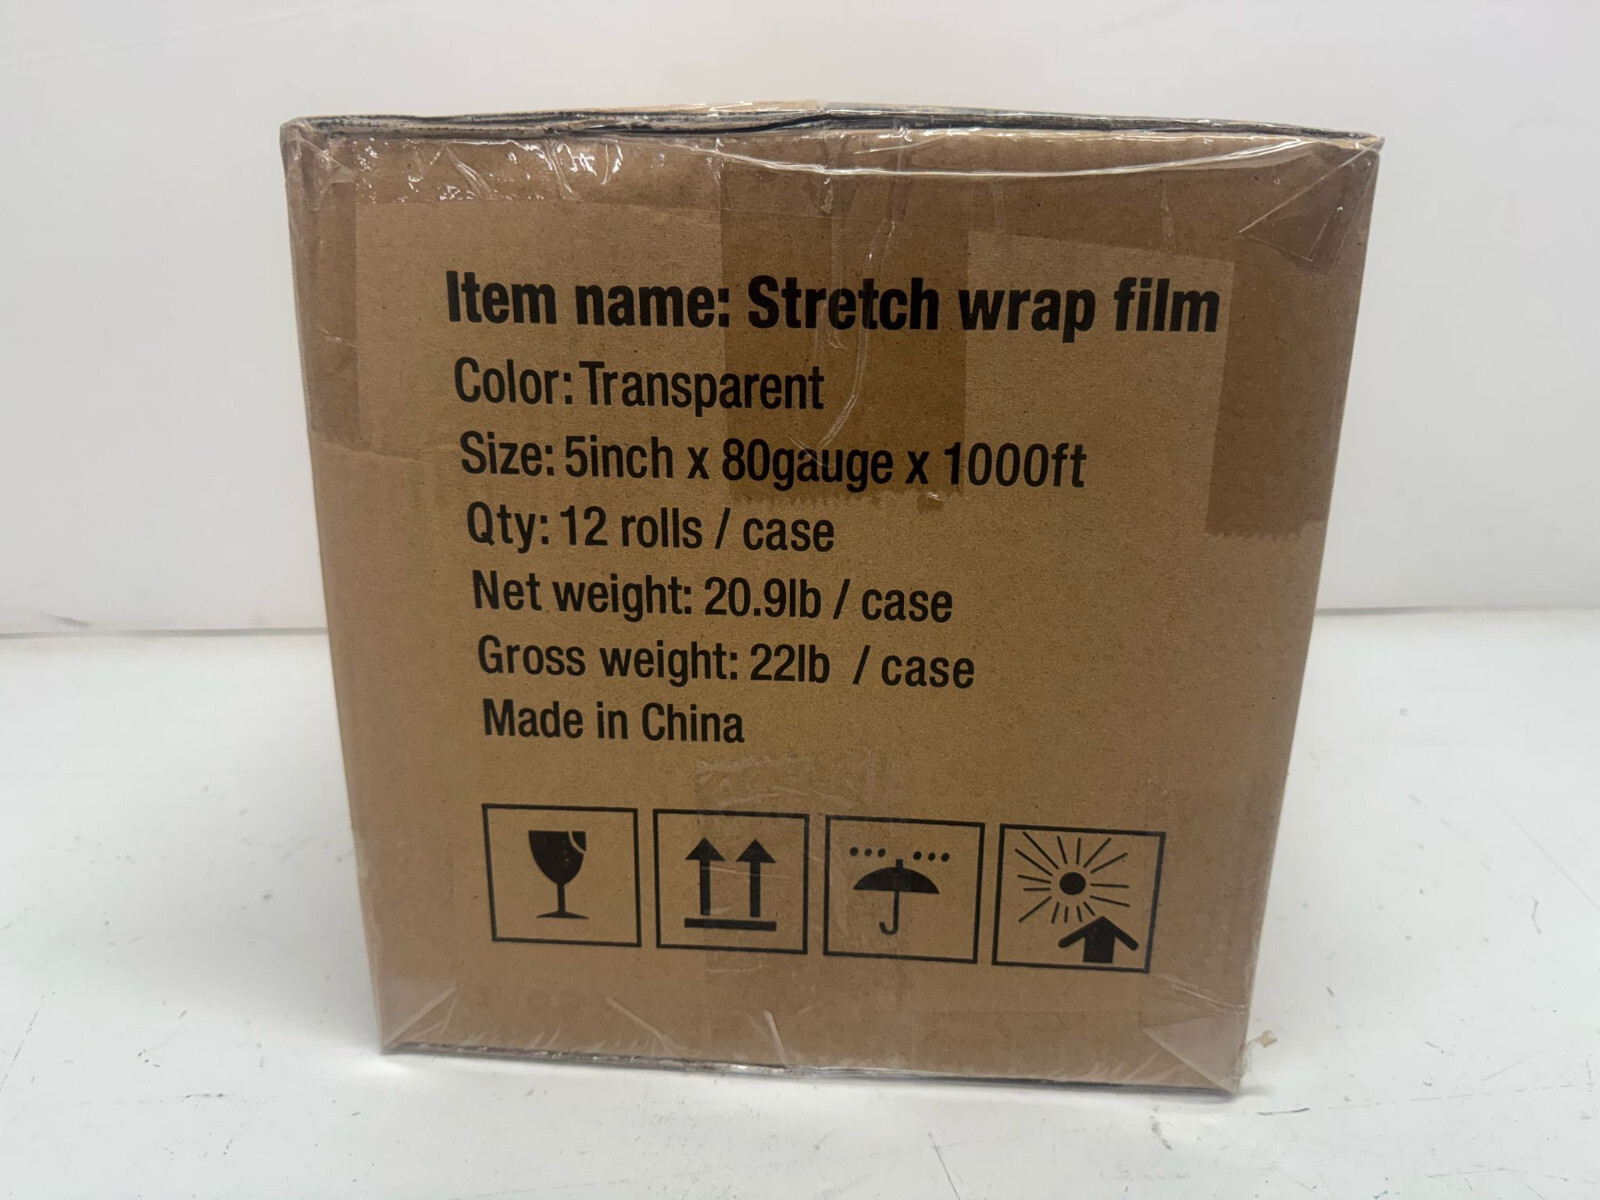 Item name: Stretch wrap film
Color: Transparent
Size: 5inch x 80gauge x 1000ft
Qty: 12 rolls / case
Net weight: 20.9lb / case
Gross weight: 22lb / case
Made in China